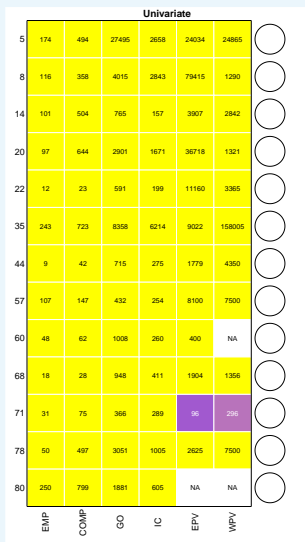 Univariate
5 174 494 27495 2658 24034 24865
8 116 358 4015 2843 79415 1290
14 101 504 765 157 3907 2842
20 97 644 2901 1671 36718 1321
22 12 23 591 199 11160 3365
35 243 723 8358 6214 9022 158005
44 9 42 715 275 1779 4350
57 107 147 432 254 8100 7500
60 48 62 1008 260 400 NA
68 18 28 948 411 1904 1356
71 31 75 366 289 96 296
78 50 497 3051 1005 2625 7500
80 250 799 1881 605 NA NA
EMP COMP GO IC EPV WPV